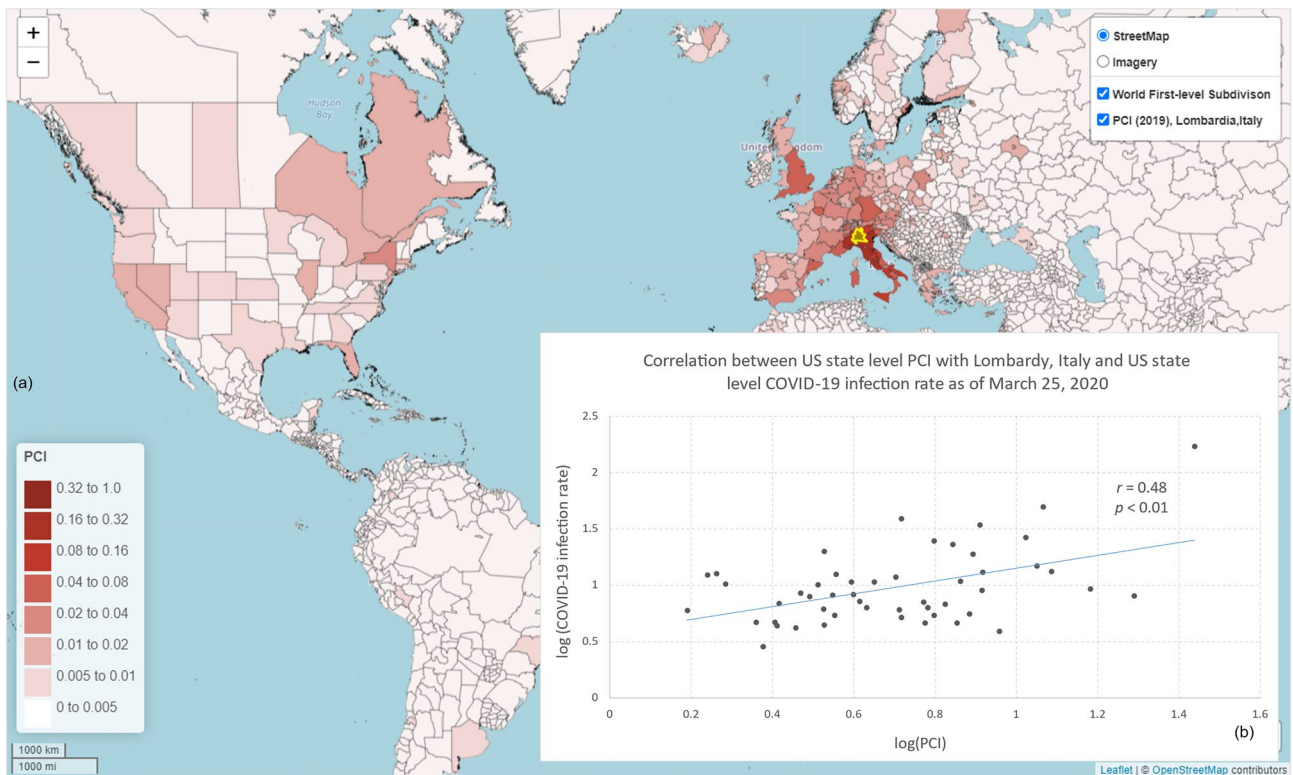 +
−
Hudson
Bay
United Kingdom
StreetMap
Imagery
World First-level Subdivison
PCI (2019), Lombardia,Italy
(a)
PCI
0.32 to 1.0
0.16 to 0.32
0.08 to 0.16
0.04 to 0.08
0.02 to 0.04
0.01 to 0.02
0.005 to 0.01
0 to 0.005
1000 km
1000 mi
Correlation between US state level PCI with Lombardy, Italy and US state
level COVID-19 infection rate as of March 25, 2020
log (COVID-19 infection rate)
2.5
2
1.5
1
0.5
0
r = 0.48
p < 0.01
0 0.2 0.4 0.6 0.8 1 1.2 1.4 1.6
log(PCI)
(b)
Leaflet | © OpenStreetMap contributors